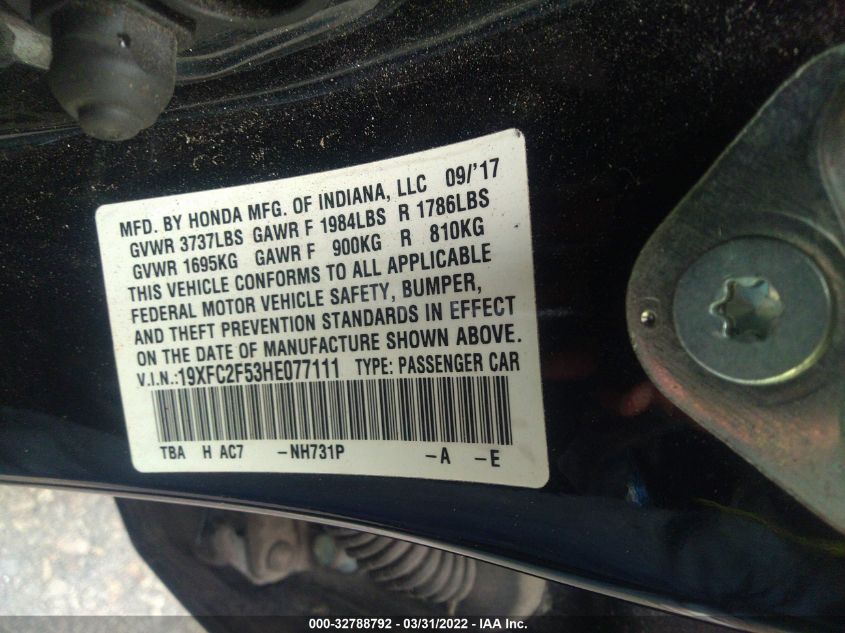 MFD. BY HONDA MFG. OF INDIANA, LLC 09/'17
GVWR 3737LBS GAWR F 1984LBS R 1786LBS
GVWR 1695KG GAWR F 900KG R 810KG
THIS VEHICLE CONFORMS TO ALL APPLICABLE
FEDERAL MOTOR VEHICLE SAFETY, BUMPER,
AND THEFT PREVENTION STANDARDS IN EFFECT
ON THE DATE OF MANUFACTURE SHOWN ABOVE.
V.I.N.:19XFC2F53HE077111 TYPE: PASSENGER CAR
TBA H AC7 -NH731P -A -E
000-32788792 - 03/31/2022 - IAA Inc.